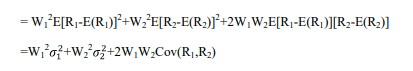 = W₁²E[R₁-E(R₁)]²+W₂²E[R₂-E(R₂)]²+2W₁W₂E[R₁-E(R₁)][R₂-E(R₂)]
=W₁²σ₁²+W₂²σ₂²+2W₁W₂Cov(R₁,R₂)